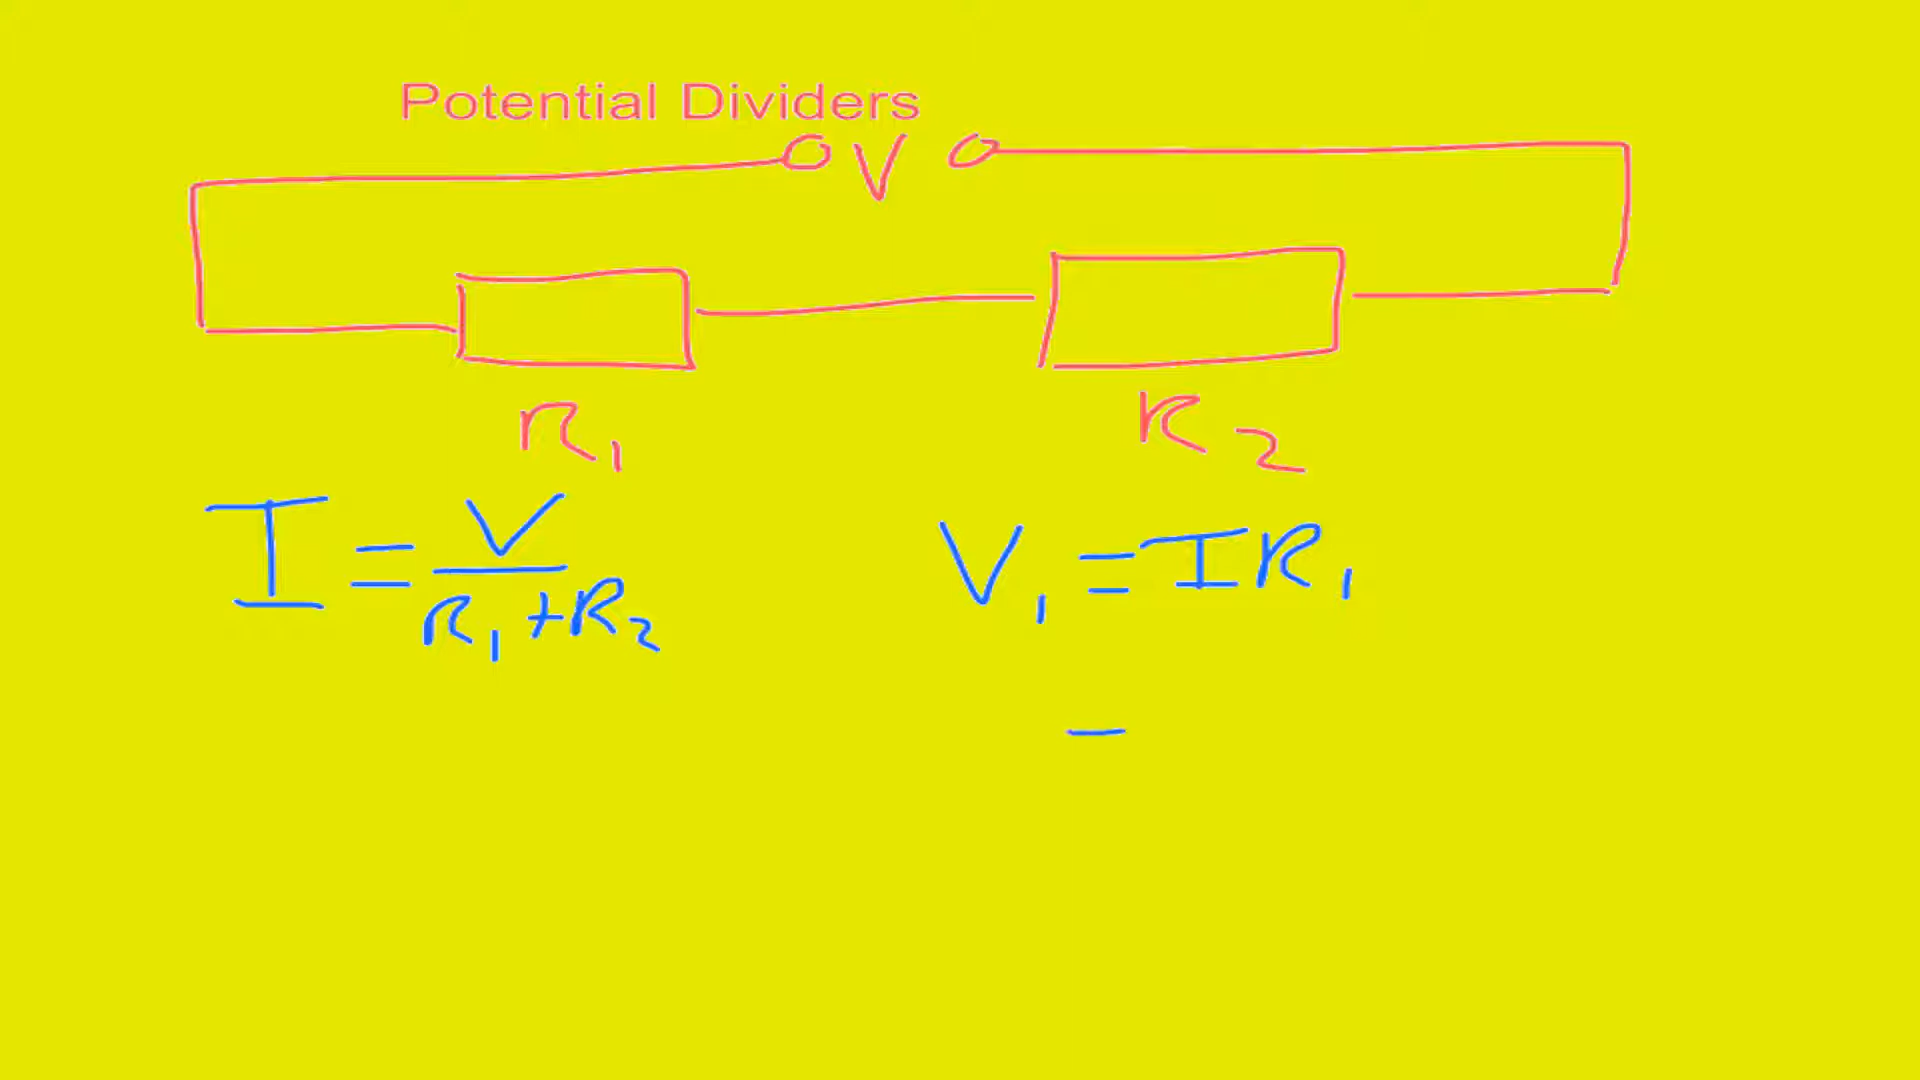 Potential Dividers
V
R₁ R₂
I = V/(R₁+R₂) V₁ = IR₁